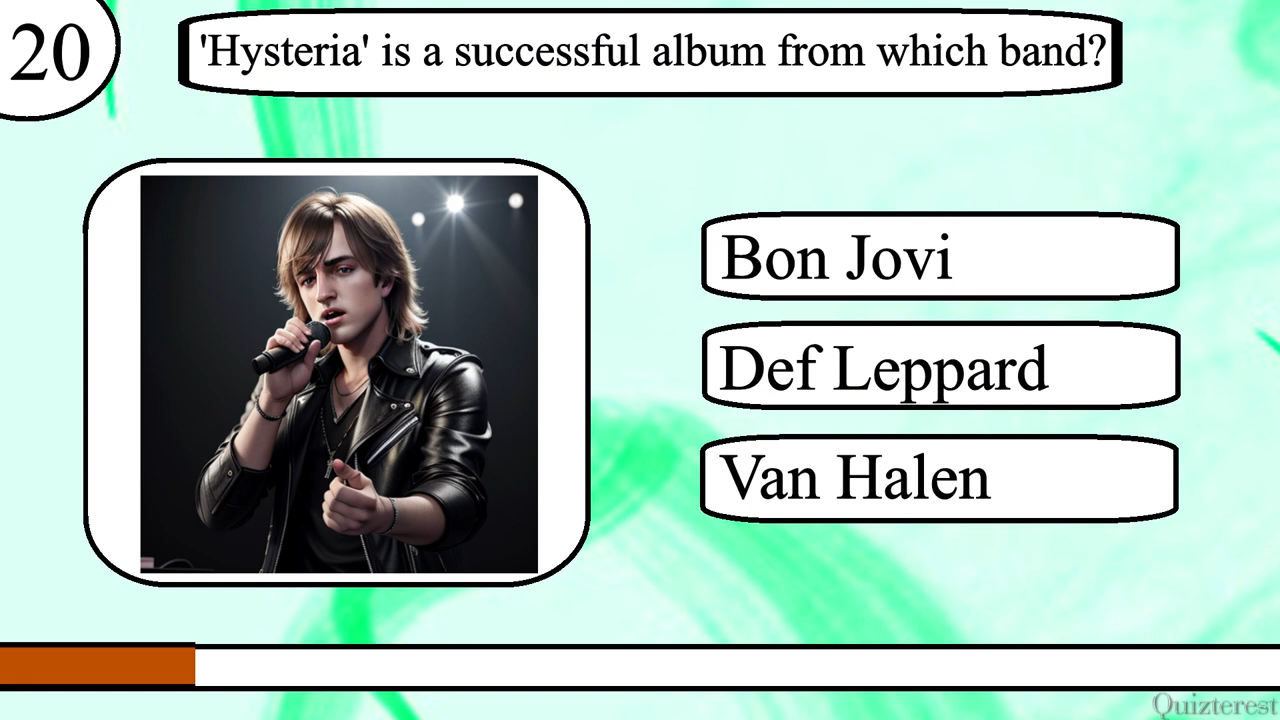 20
'Hysteria' is a successful album from which band?
Bon Jovi
Def Leppard
Van Halen
Quizterest